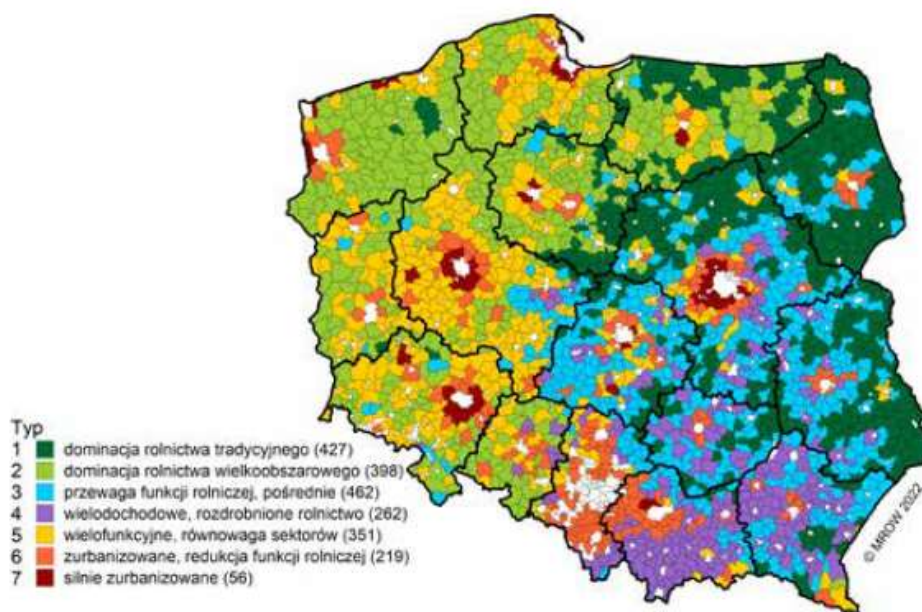 Typ
1 dominacja rolnictwa tradycyjnego (427)
2 dominacja rolnictwa wielkoobszarowego (398)
3 przewaga funkcji rolniczej, pośrednie (462)
4 wielodochodowe, rozdrobnione rolnictwo (262)
5 wielofunkcyjne, równowaga sektorów (351)
6 zurbanizowane, redukcja funkcji rolniczej (219)
7 silnie zurbanizowane (56)
© MROW 2022